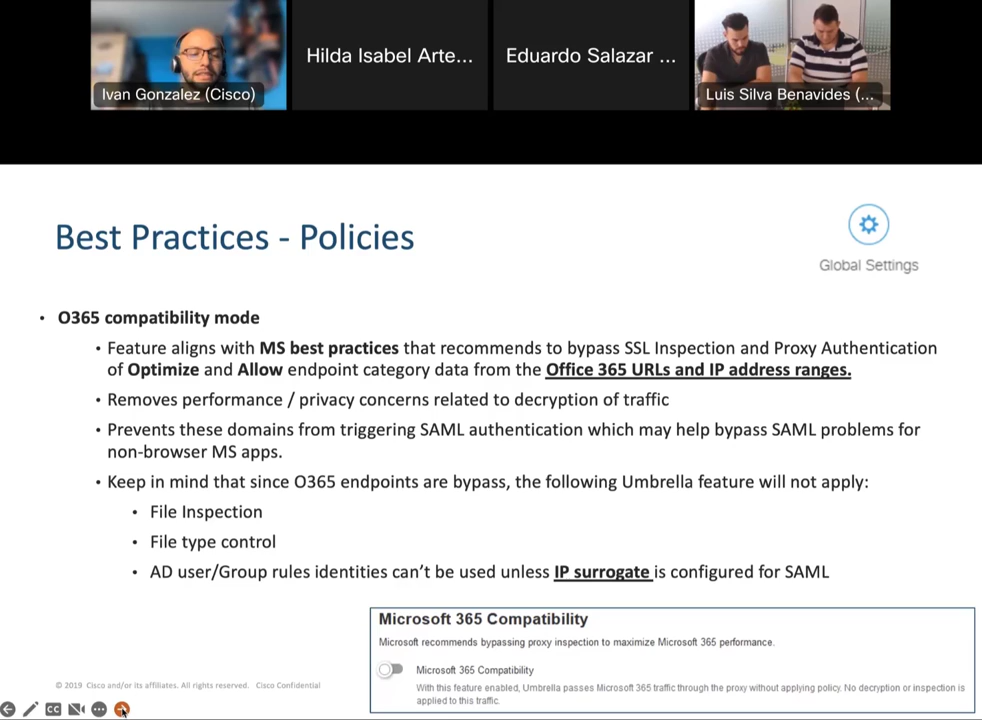 Ivan Gonzalez (Cisco)
Hilda Isabel Arte...
Eduardo Salazar ...
Luis Silva Benavides (...
Best Practices - Policies
Global Settings
• O365 compatibility mode
• Feature aligns with MS best practices that recommends to bypass SSL Inspection and Proxy Authentication
of Optimize and Allow endpoint category data from the Office 365 URLs and IP address ranges.
• Removes performance / privacy concerns related to decryption of traffic
• Prevents these domains from triggering SAML authentication which may help bypass SAML problems for
non-browser MS apps.
• Keep in mind that since O365 endpoints are bypass, the following Umbrella feature will not apply:
• File Inspection
• File type control
• AD user/Group rules identities can't be used unless IP surrogate is configured for SAML
Microsoft 365 Compatibility
Microsoft recommends bypassing proxy inspection to maximize Microsoft 365 performance.
Microsoft 365 Compatibility
With this feature enabled, Umbrella passes Microsoft 365 traffic through the proxy without applying policy. No decryption or inspection is
applied to this traffic.
© 2019 Cisco and/or its affiliates. All rights reserved. Cisco Confidential
CC